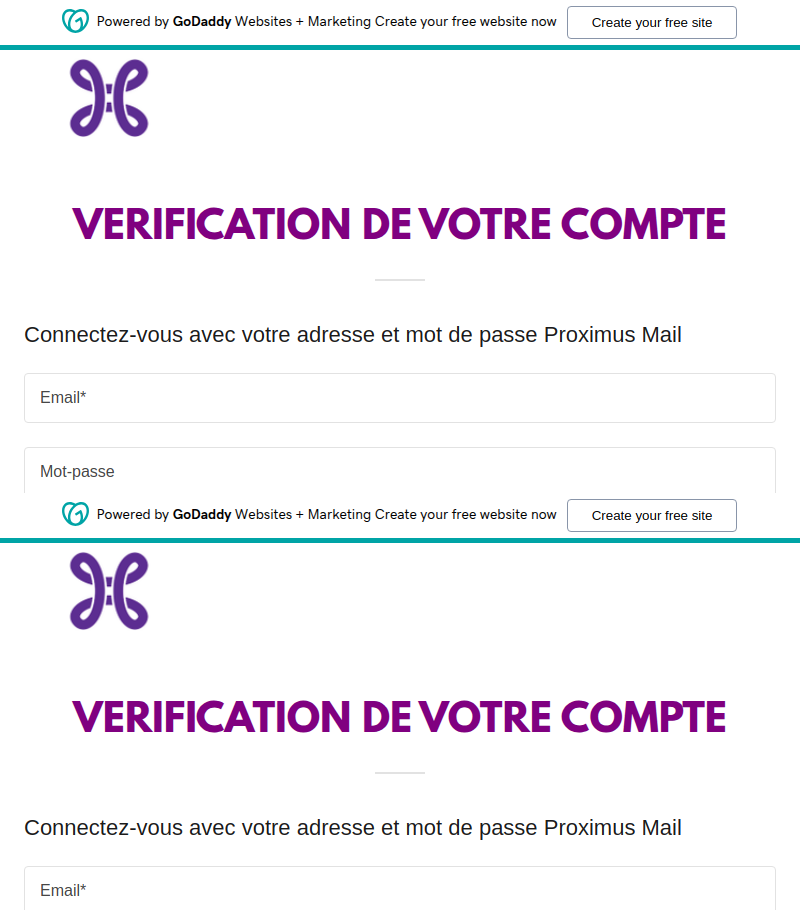 Powered by GoDaddy Websites + Marketing Create your free website now Create your free site
VERIFICATION DE VOTRE COMPTE
Connectez-vous avec votre adresse et mot de passe Proximus Mail
Email*
Mot-passe
Powered by GoDaddy Websites + Marketing Create your free website now Create your free site
VERIFICATION DE VOTRE COMPTE
Connectez-vous avec votre adresse et mot de passe Proximus Mail
Email*